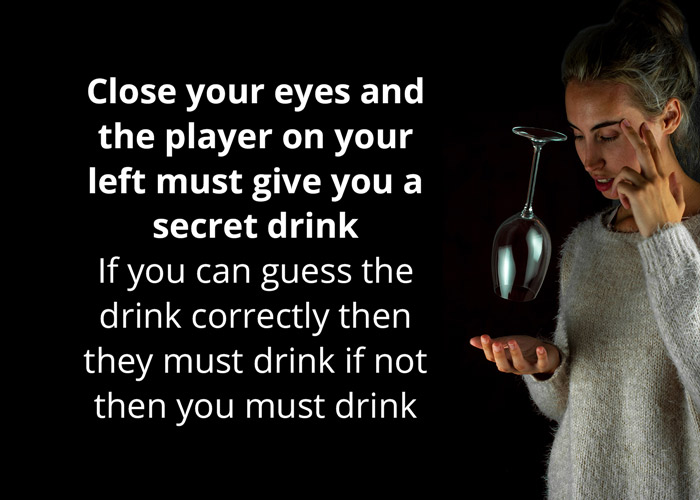 Close your eyes and
the player on your
left must give you a
secret drink
If you can guess the
drink correctly then
they must drink if not
then you must drink